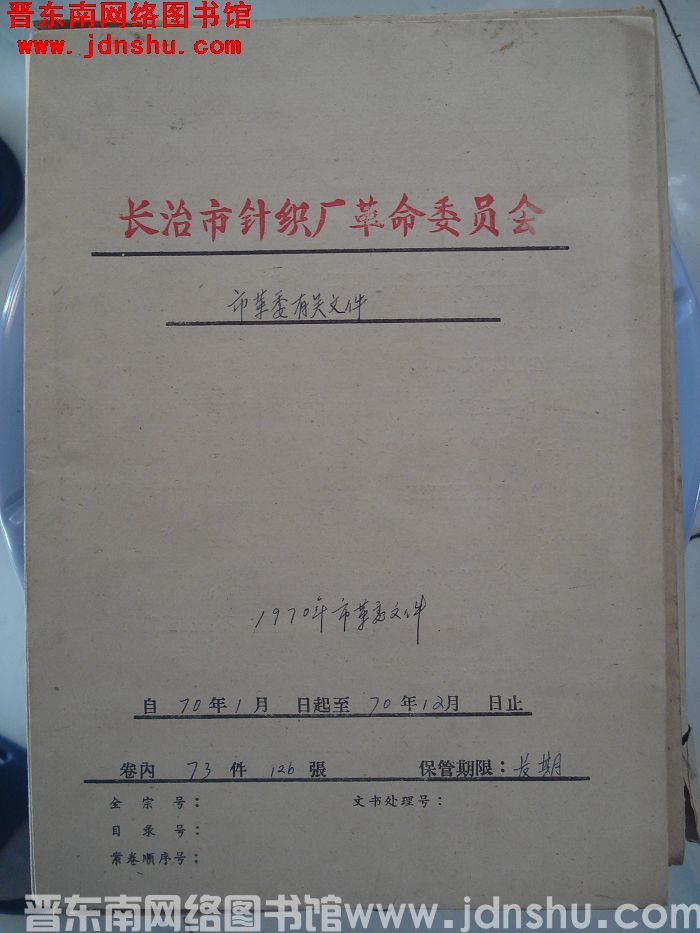 晋东南网络图书馆
www.jdnshu.com
长治市针织厂革命委员会
市革委有关文件
1970年市革委文件
自 70年1月 日起至 70年12月 日止
卷内 73 件 126 張 保管期限：长期
全宗号： 文书处理号：
目录号：
案卷顺序号：
晋东南网络图书馆www.jdnshu.com